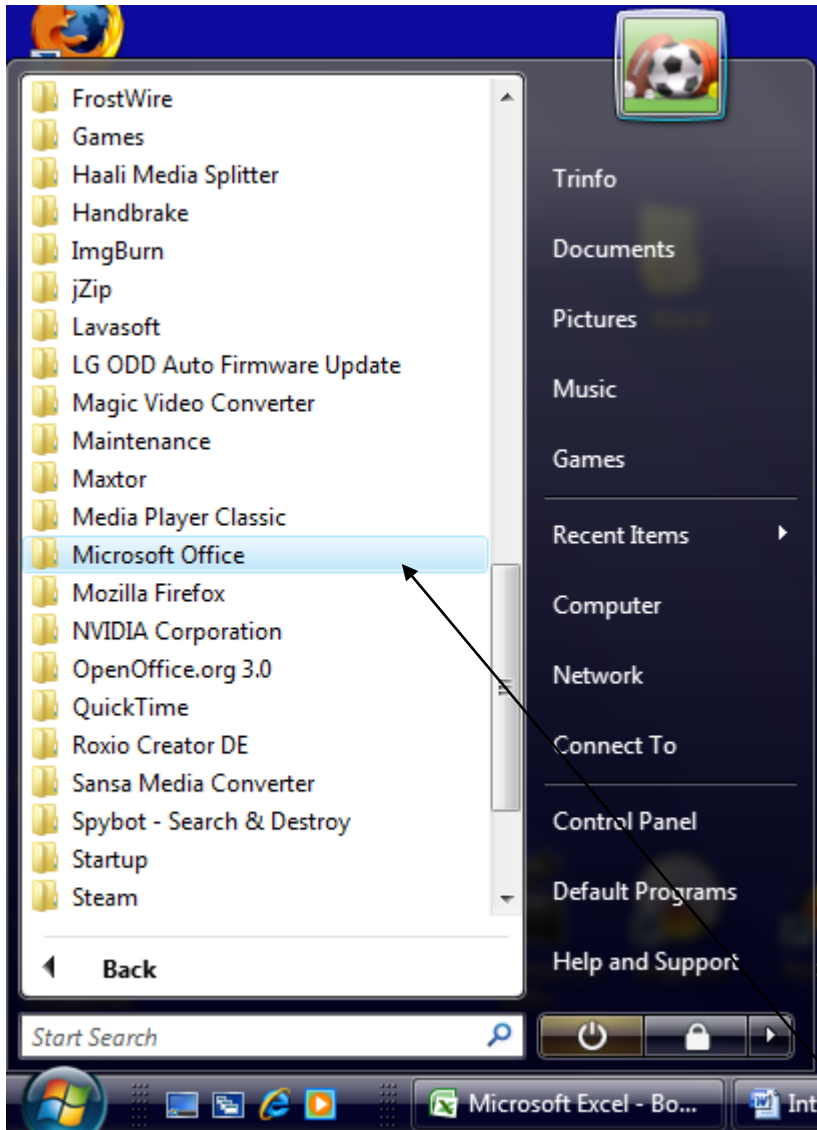 FrostWire
Games
Haali Media Splitter
Handbrake
ImgBurn
jZip
Lavasoft
LG ODD Auto Firmware Update
Magic Video Converter
Maintenance
Maxtor
Media Player Classic
Microsoft Office
Mozilla Firefox
NVIDIA Corporation
OpenOffice.org 3.0
QuickTime
Roxio Creator DE
Sansa Media Converter
Spybot - Search & Destroy
Startup
Steam
Back
Start Search
Trinfo
Documents
Pictures
Music
Games
Recent Items
Computer
Network
Connect To
Control Panel
Default Programs
Help and Support
Microsoft Excel - Bo...
Int